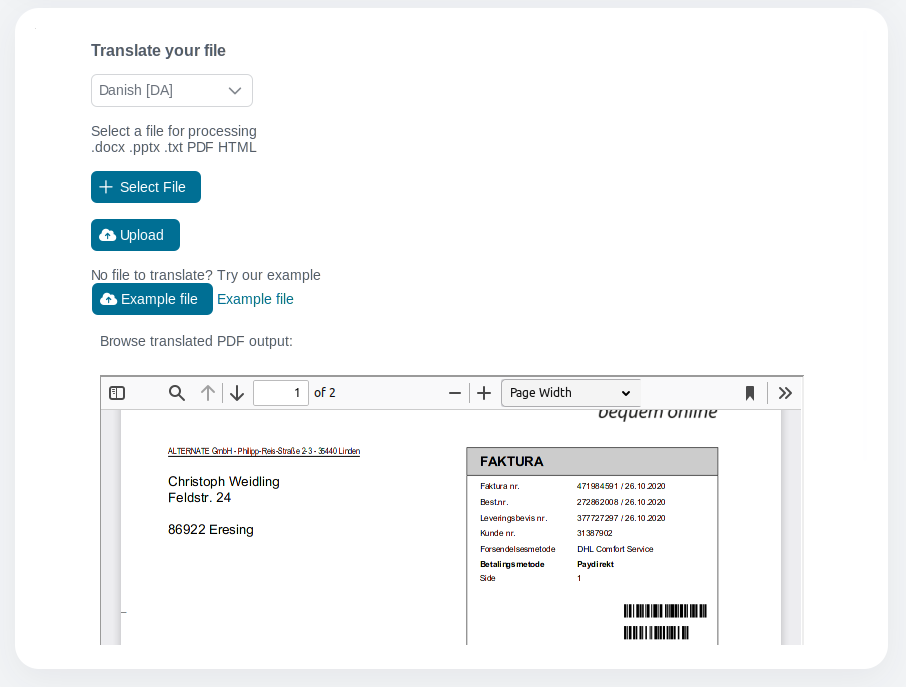 Translate your file
Danish [DA]
Select a file for processing
.docx .pptx .txt PDF HTML
Select File
Upload
No file to translate? Try our example
Example file Example file
Browse translated PDF output:
1 of 2 Page Width
bequem online
ALTERNATE GmbH - Philipp-Reis-Straße 2-3 - 35440 Linden
Christoph Weidling
Feldstr. 24
86922 Eresing
FAKTURA
Faktura nr. 471984591 / 26.10.2020
Best.nr. 272862008 / 26.10.2020
Leveringsbevis nr. 377727297 / 26.10.2020
Kunde nr. 31387902
Forsendelsesmetode DHL Comfort Service
Betalingsmetode Paydirekt
Side 1